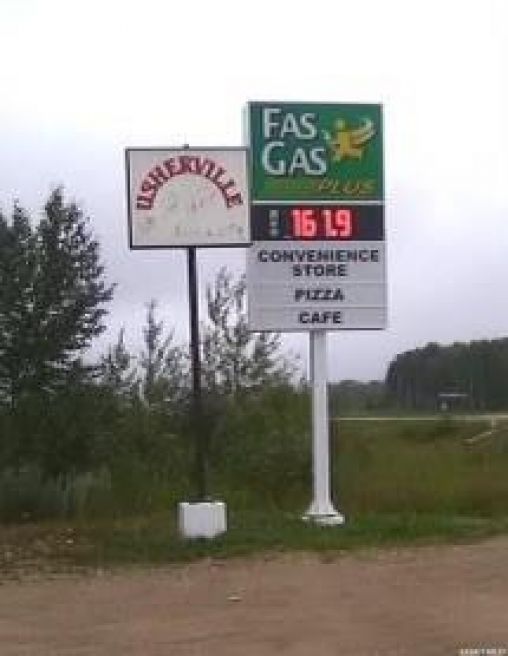 USHERVILLE
FAS
GAS
PLUS
161.9
CONVENIENCE
STORE
PIZZA
CAFE